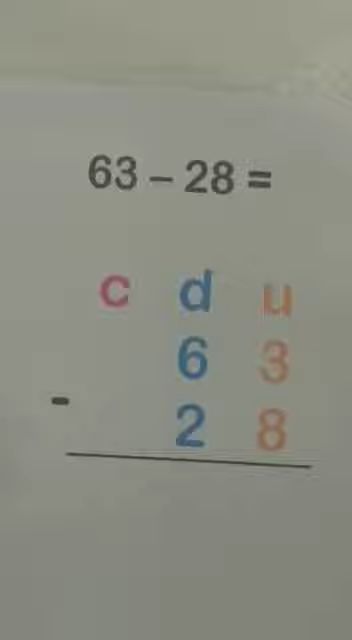 63 – 28 =
c d u
6 3
- 2 8